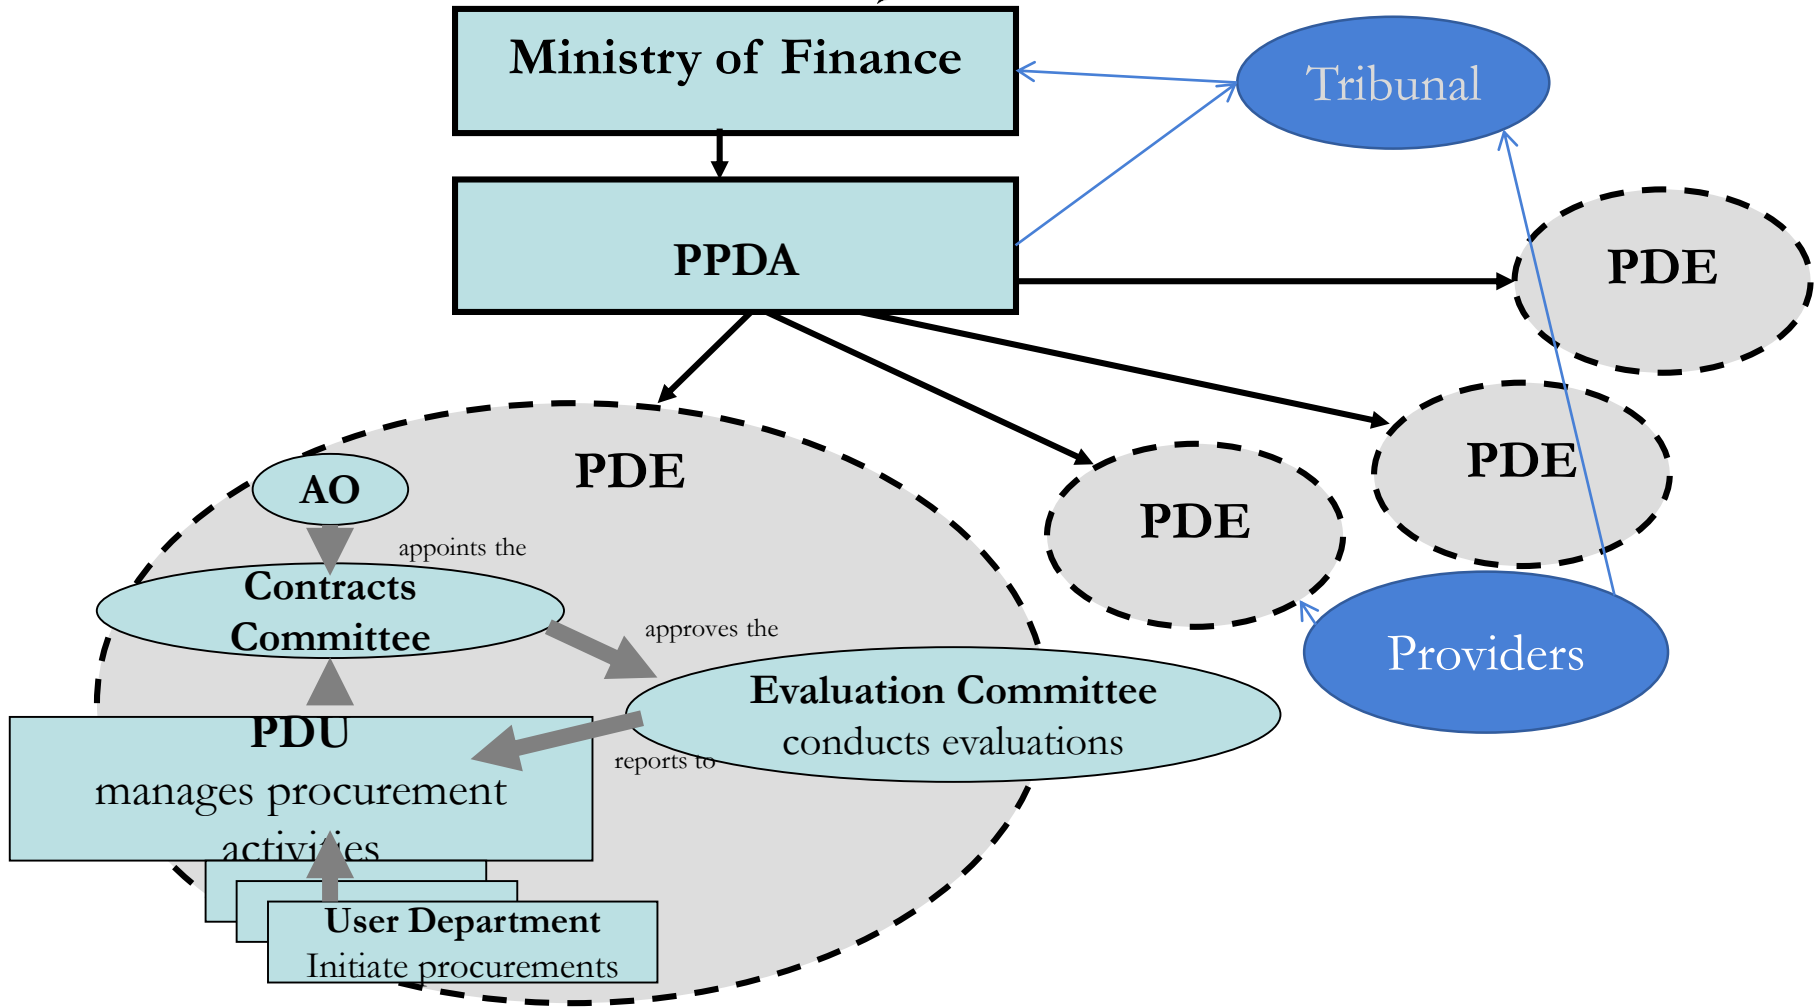 Ministry of Finance
Tribunal
PPDA
PDE
PDE
PDE
PDE
AO
appoints the
Contracts
Committee
approves the
Providers
Evaluation Committee
conducts evaluations
reports to
PDU
manages procurement
activities
User Department
Initiate procurements